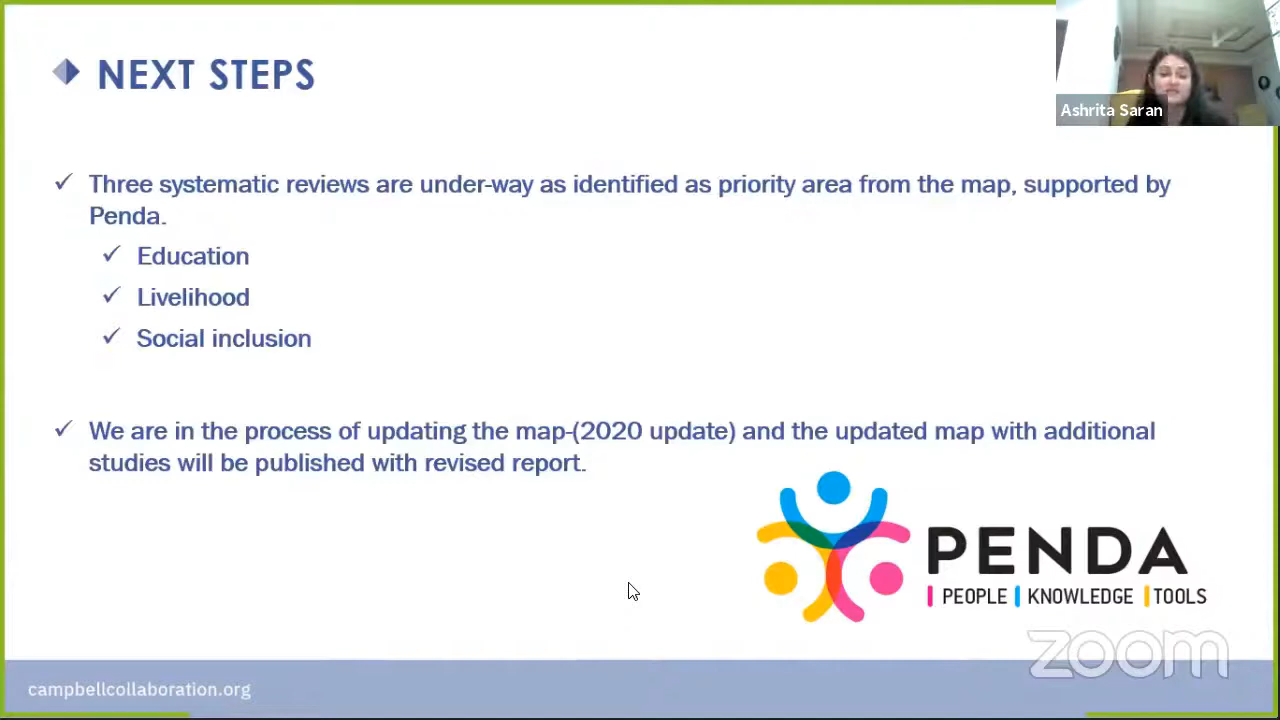 NEXT STEPS
Ashrita Saran
Three systematic reviews are under-way as identified as priority area from the map, supported by
Penda.
Education
Livelihood
Social inclusion
We are in the process of updating the map-(2020 update) and the updated map with additional
studies will be published with revised report.
PENDA
PEOPLE KNOWLEDGE TOOLS
zoom
campbellcollaboration.org